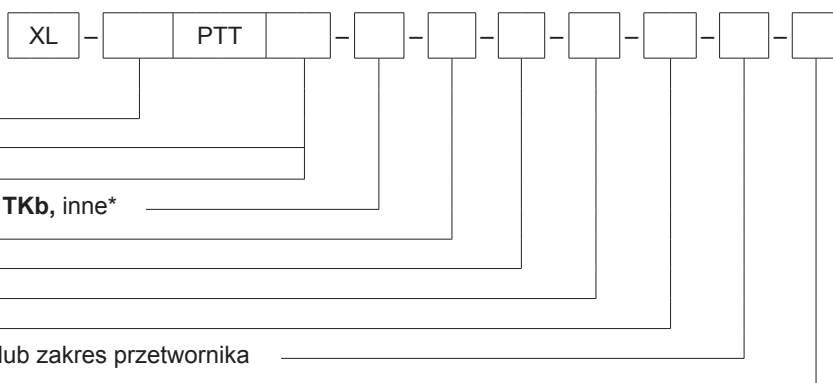 XL – PTT – – – – – – –
TKb, inne*
lub zakres przetwornika